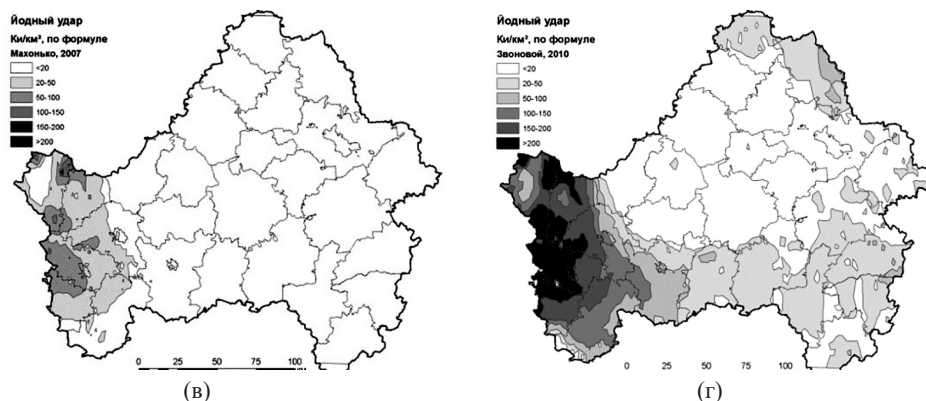 Йодный удар
Ки/км², по формуле
Махонько, 2007
<20
20-50
50-100
100-150
150-200
>200
0 25 50 75 100
(в)
Йодный удар
Ки/км², по формуле
Звоновой, 2010
<20
20-50
50-100
100-150
150-200
>200
0 25 50 75 100
(г)